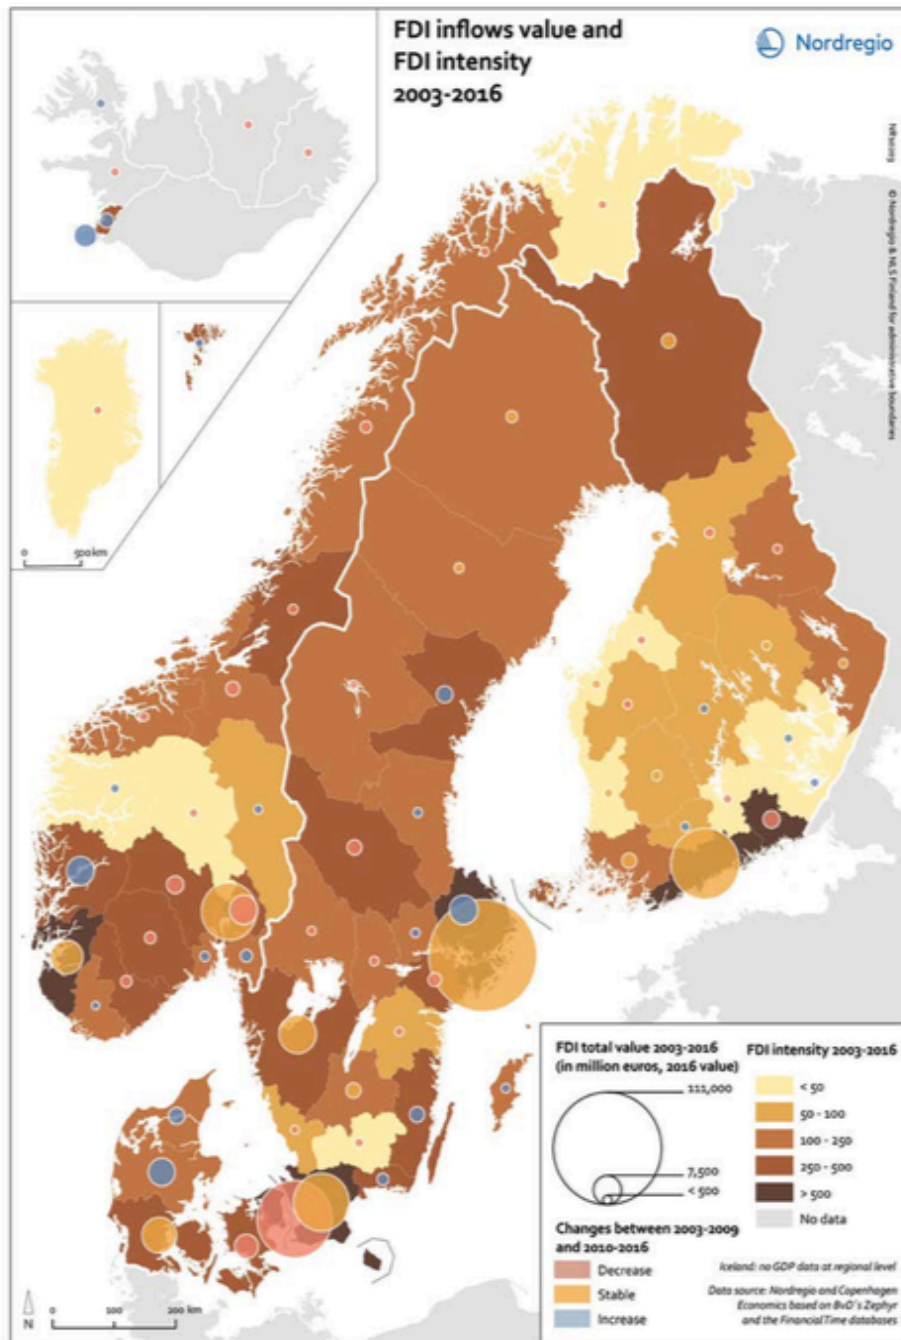 FDI inflows value and
FDI intensity
2003-2016
Nordregio
NR10203
© Nordregio & NLS Finland for administrative boundaries
0 500 km
FDI total value 2003-2016
(in million euros, 2016 value)
111,000
7,500
< 500
FDI intensity 2003-2016
< 50
50 - 100
100 - 250
250 - 500
> 500
No data
Changes between 2003-2009
and 2010-2016
Decrease
Stable
Increase
Iceland: no GDP data at regional level
Data source: Nordregio and Copenhagen
Economics based on BvD´s Zephyr
and the FinancialTime databases
N
0 100 200 km